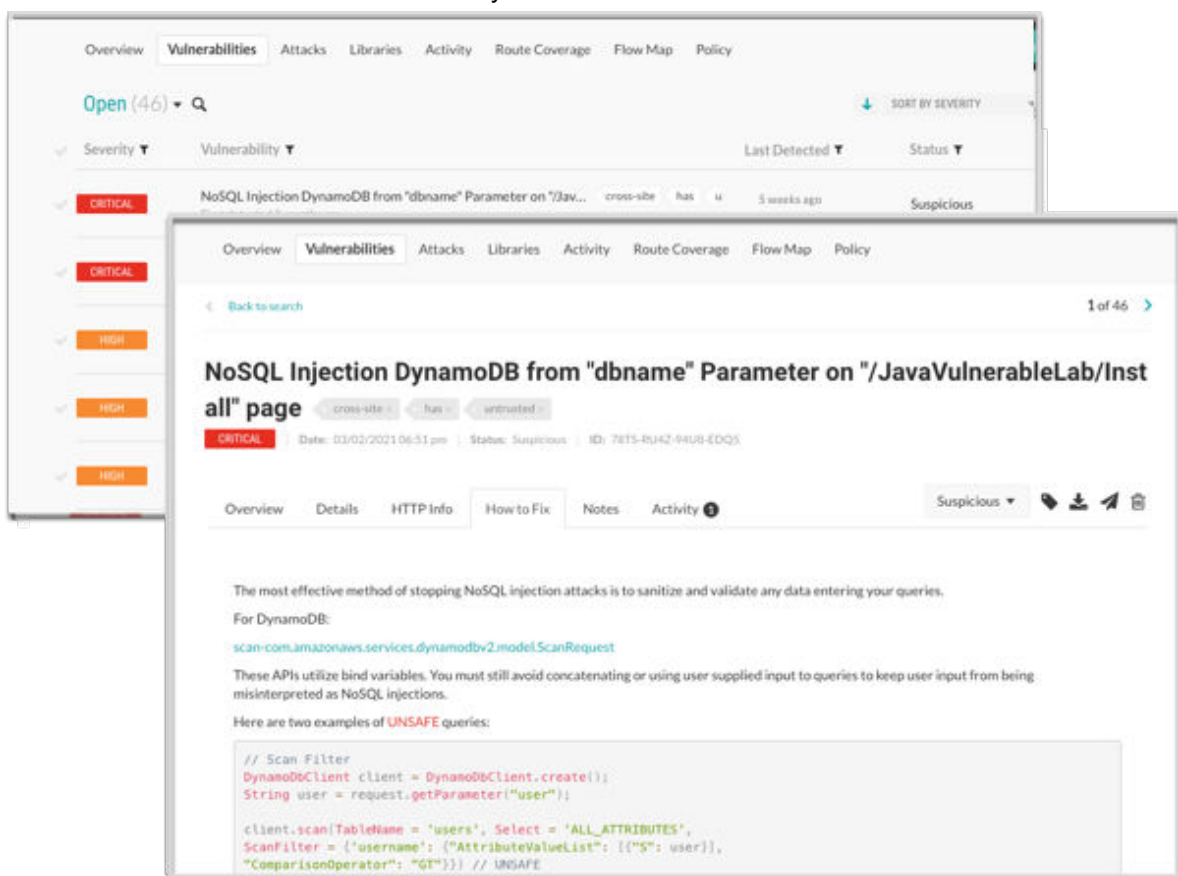 Overview Vulnerabilities Attacks Libraries Activity Route Coverage Flow Map Policy
Open (46)
SORT BY SEVERITY
Severity Vulnerability Last Detected Status
CRITICAL NoSQL Injection DynamoDB from "dbname" Parameter on "/Jav... cross-site has u 5 weeks ago Suspicious
CRITICAL
HIGH
HIGH
HIGH
Overview Vulnerabilities Attacks Libraries Activity Route Coverage Flow Map Policy
Back to search 1 of 46
NoSQL Injection DynamoDB from "dbname" Parameter on "/JavaVulnerableLab/Inst
all" page cross-site has untrusted
CRITICAL Date: 03/02/2021 06:51 pm Status: Suspicious ID:
Overview Details HTTP Info How to Fix Notes Activity 1 Suspicious
The most effective method of stopping NoSQL injection attacks is to sanitize and validate any data entering your queries.
For DynamoDB:
scan-com.amazonaws.services.dynamodbv2.model.ScanRequest
These APIs utilize bind variables. You must still avoid concatenating or using user supplied input to queries to keep user input from being
misinterpreted as NoSQL injections.
Here are two examples of UNSAFE queries:
// Scan Filter
DynamoDbClient client = DynamoDbClient.create();
String user = request.getParameter("user");
client.scan(TableName = 'users', Select = 'ALL_ATTRIBUTES',
ScanFilter = {'username': {"AttributeValueList": [{"S": user}],
"ComparisonOperator": "GT"}}) // UNSAFE